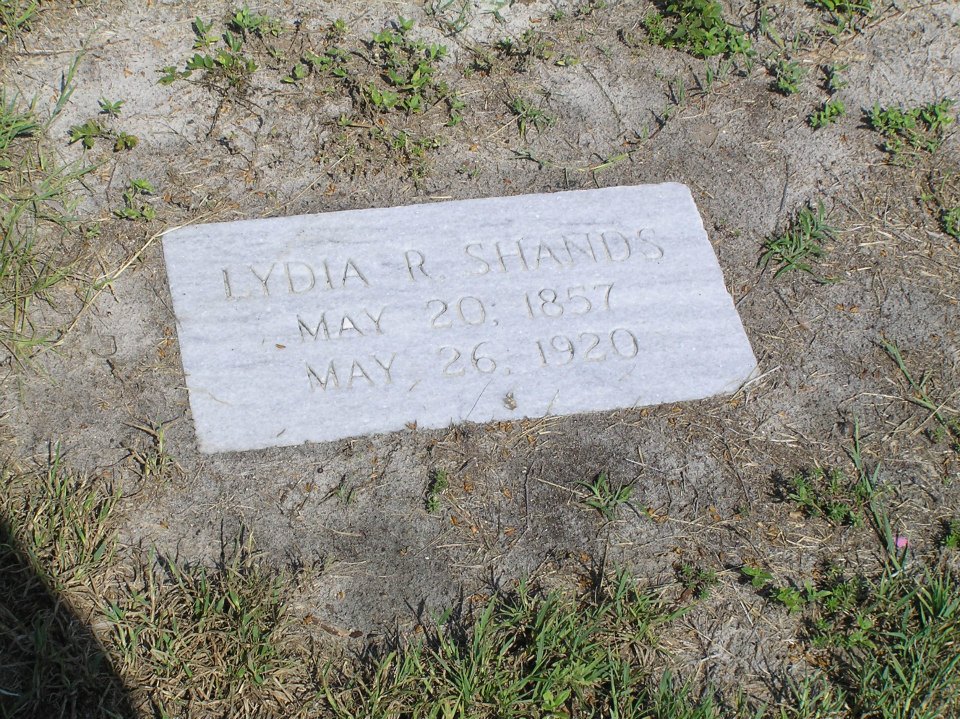 LYDIA R. SHANDS
MAY 20, 1857
MAY 26, 1920